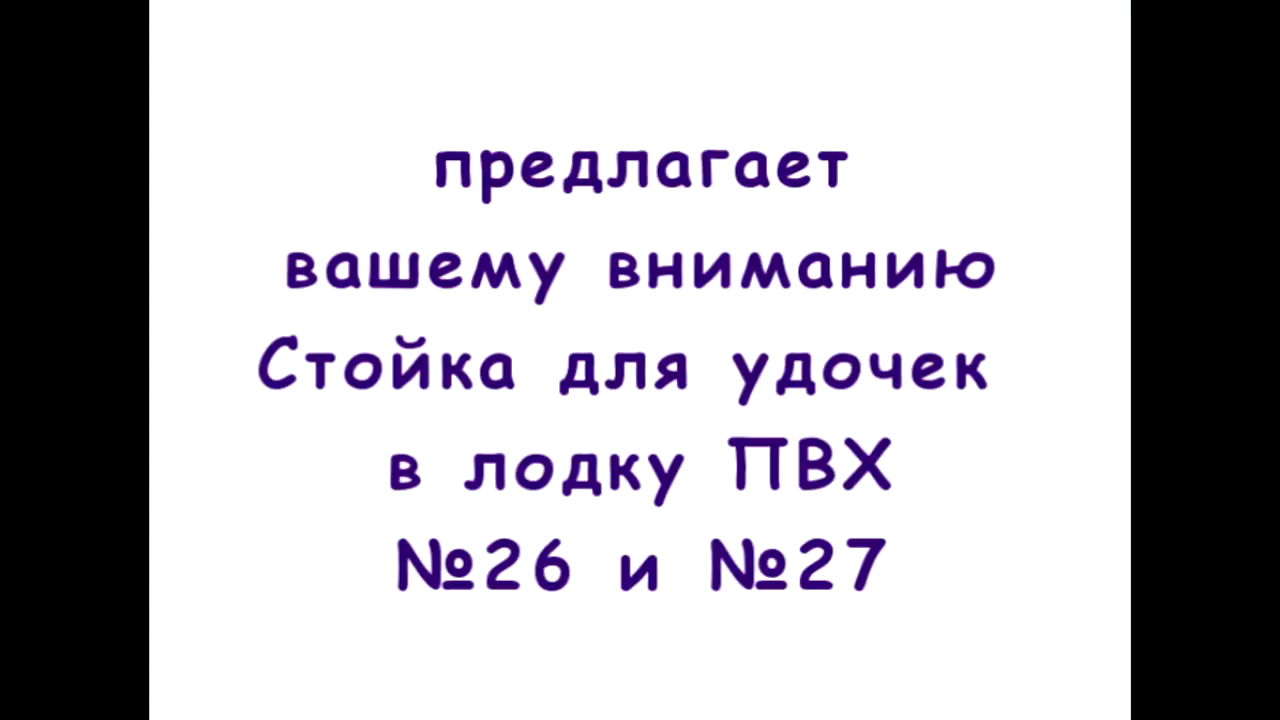 предлагает
вашему вниманию
Стойка для удочек
в лодку ПВХ
№26 и №27